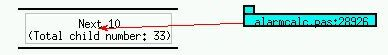 Next 10
(Total child number: 33)
alarmcalc.pas:28926